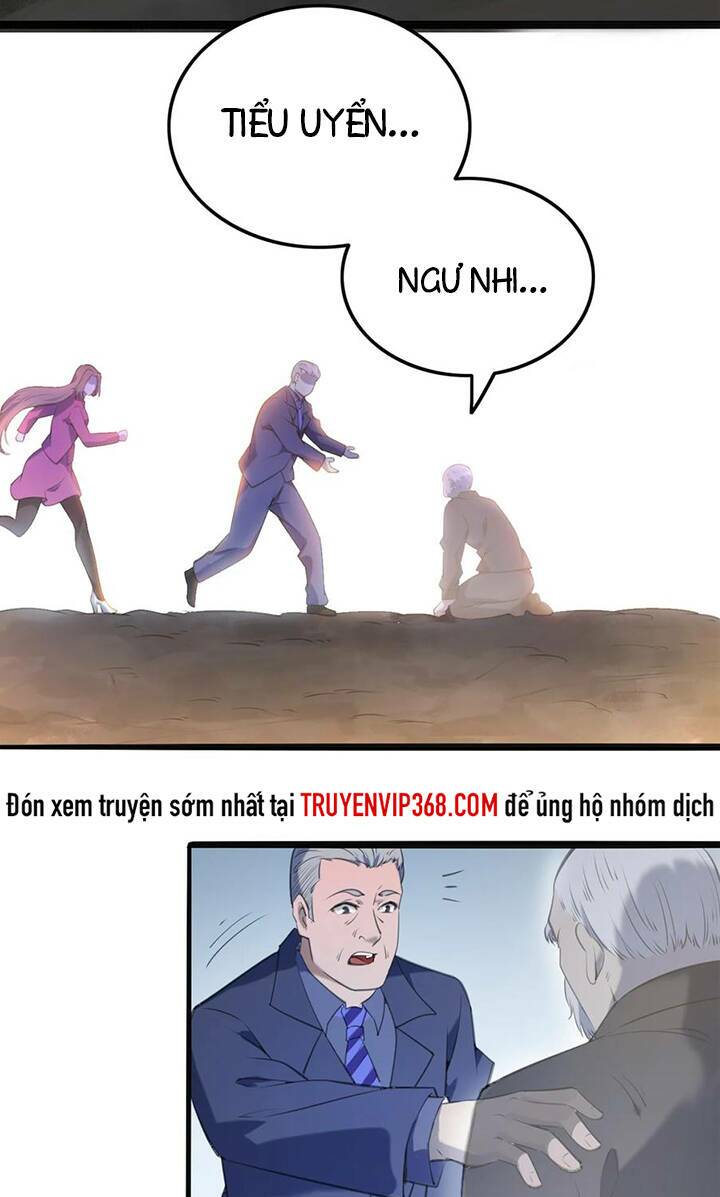 TIỂU UYỂN...
NGƯ NHI...
Đón xem truyện sớm nhất tại TRUYENVIP368.COM để ủng hộ nhóm dịch